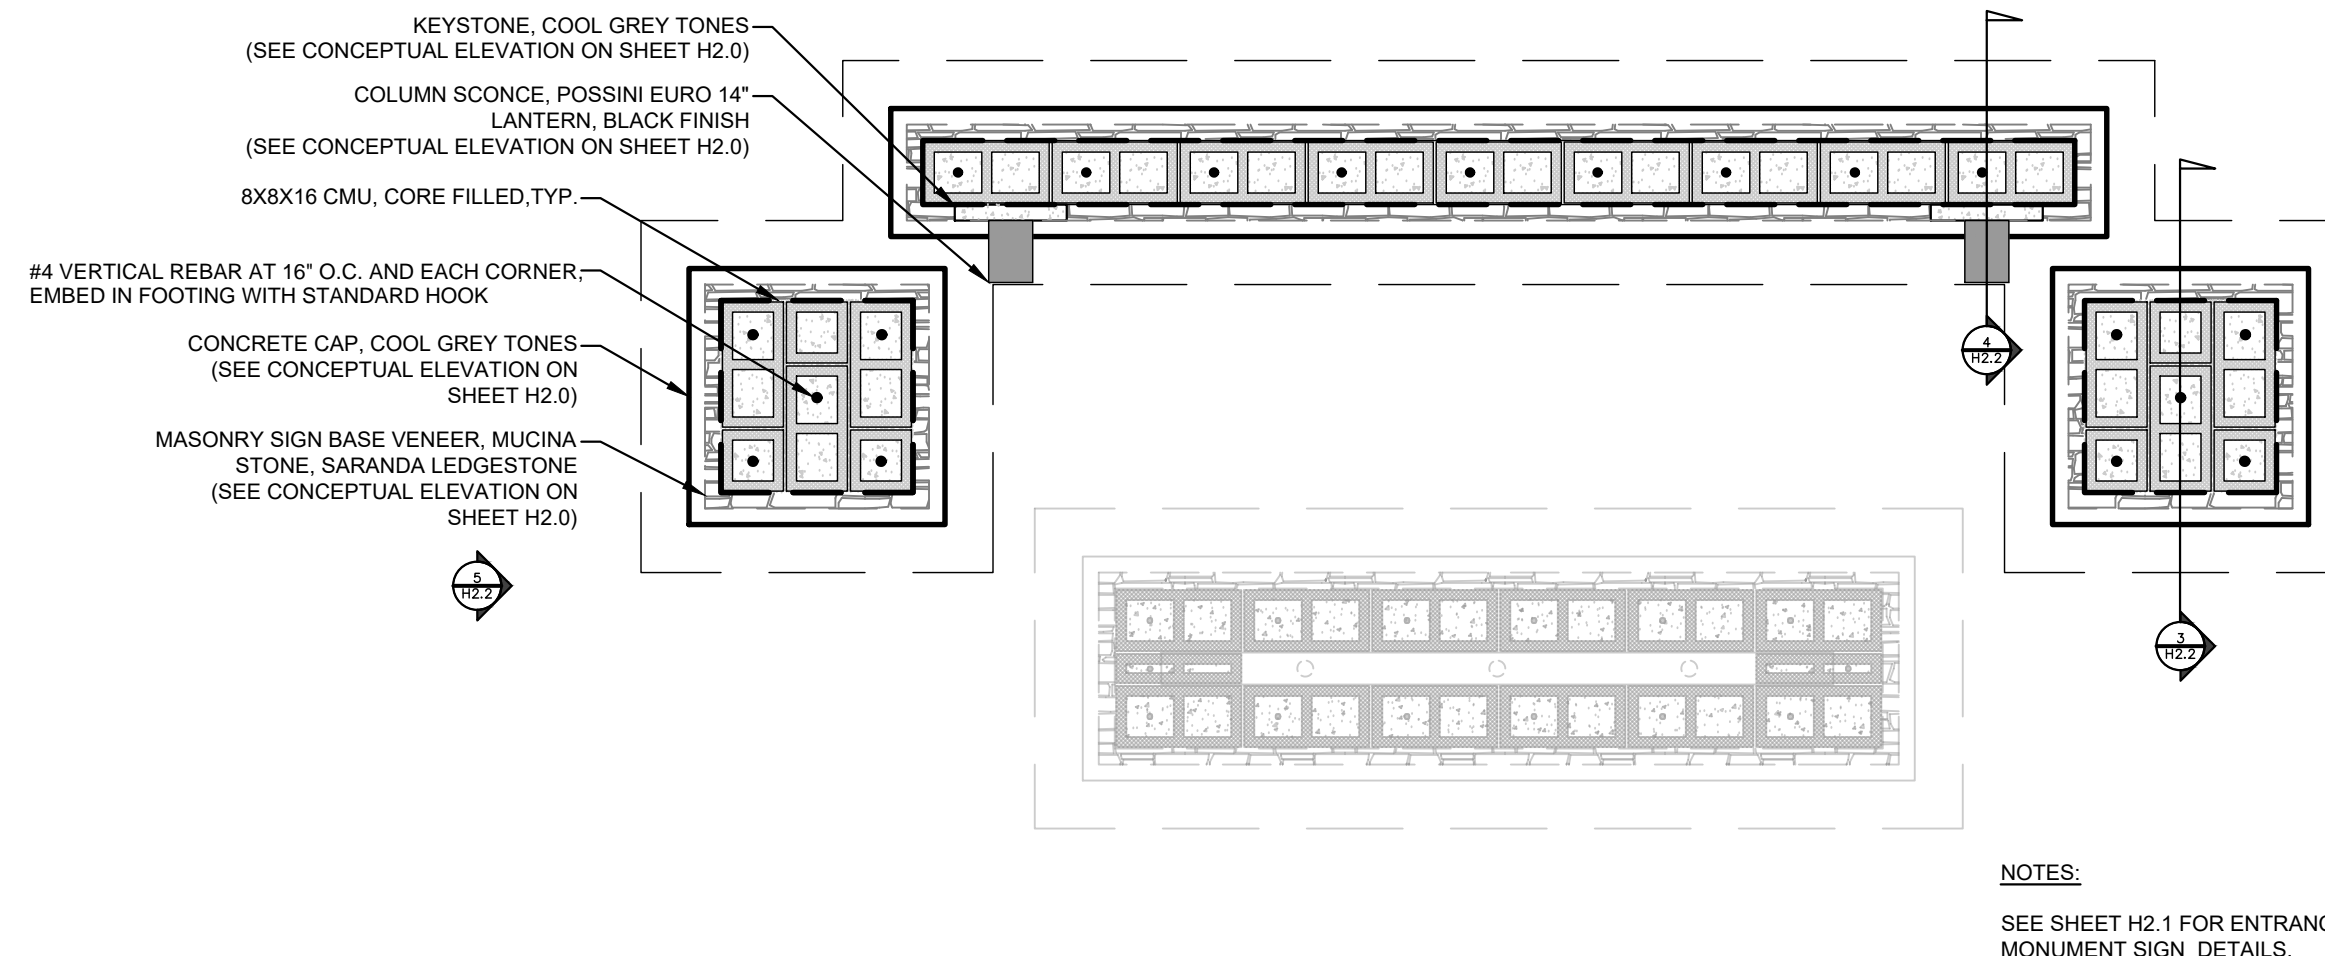 KEYSTONE, COOL GREY TONES
(SEE CONCEPTUAL ELEVATION ON SHEET H2.0)
COLUMN SCONCE, POSSINI EURO 14"
LANTERN, BLACK FINISH
(SEE CONCEPTUAL ELEVATION ON SHEET H2.0)
8X8X16 CMU, CORE FILLED,TYP.
#4 VERTICAL REBAR AT 16" O.C. AND EACH CORNER,
EMBED IN FOOTING WITH STANDARD HOOK
CONCRETE CAP, COOL GREY TONES
(SEE CONCEPTUAL ELEVATION ON
SHEET H2.0)
MASONRY SIGN BASE VENEER, MUCINA
STONE, SARANDA LEDGESTONE
(SEE CONCEPTUAL ELEVATION ON
SHEET H2.0)
5
H2.2
4
H2.2
3
H2.2
NOTES:
SEE SHEET H2.1 FOR ENTRANC
MONUMENT SIGN DETAILS.